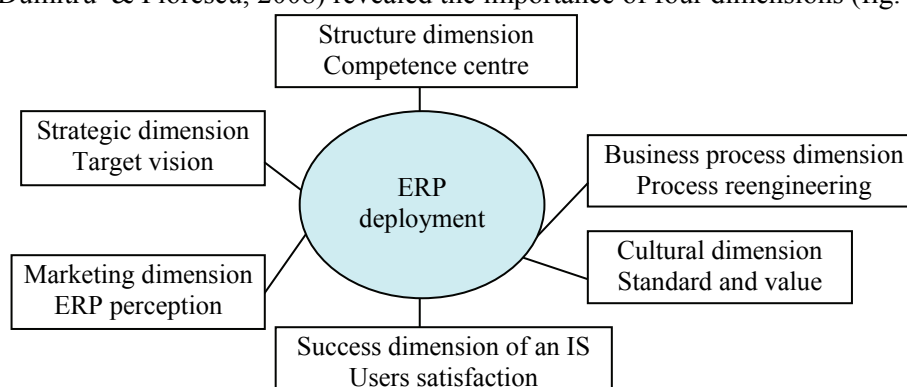 Dumitru & Florescu, 2008) revealed the importance of four dimensions (fig.
Structure dimension
Competence centre
Strategic dimension
Target vision
Business process dimension
Process reengineering
ERP
deployment
Cultural dimension
Standard and value
Marketing dimension
ERP perception
Success dimension of an IS
Users satisfaction